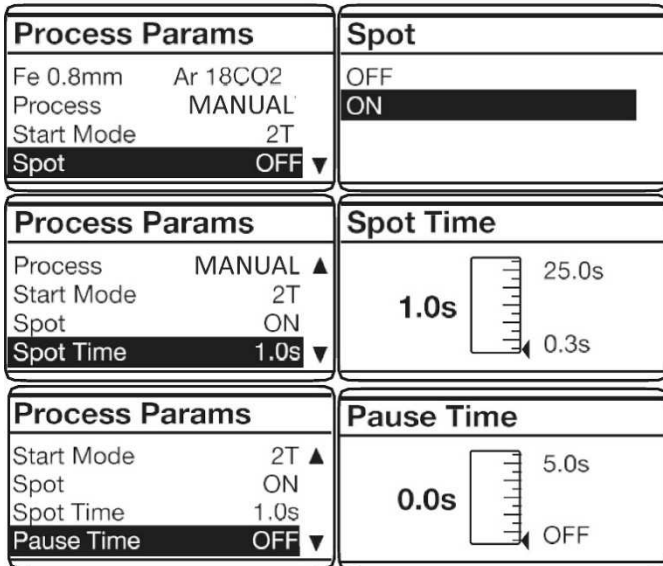 Process Params
Fe 0.8mm Ar 18CO2
Process MANUAL
Start Mode 2T
Spot OFF ▼
Spot
OFF
ON
Process Params
Process MANUAL ▲
Start Mode 2T
Spot ON
Spot Time 1.0s ▼
Spot Time
25.0s
1.0s
0.3s
Process Params
Start Mode 2T ▲
Spot ON
Spot Time 1.0s
Pause Time OFF ▼
Pause Time
5.0s
0.0s
OFF